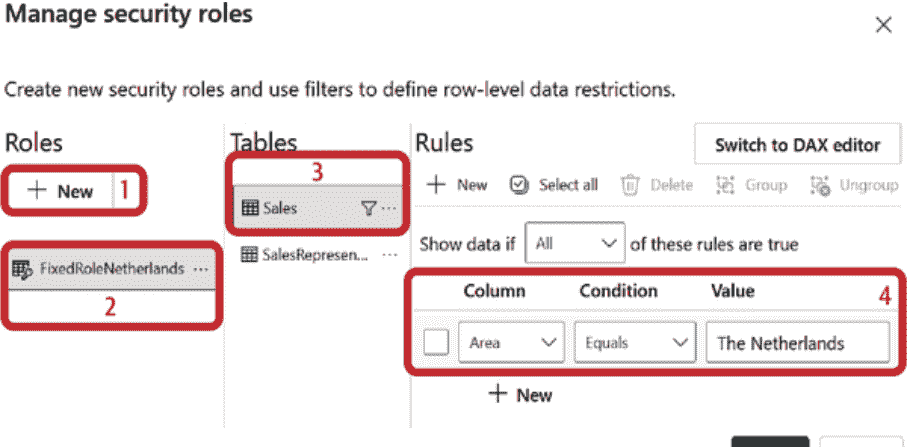 Manage security roles
Create new security roles and use filters to define row-level data restrictions.
Roles
Tables
Rules
Switch to DAX editor
+ New 1
3
+ New Select all Delete Group Ungroup
Sales ...
Show data if All of these rules are true
SalesRepresen... ...
FixedRoleNetherlands ...
2
Column Condition Value 4
Area Equals The Netherlands
+ New